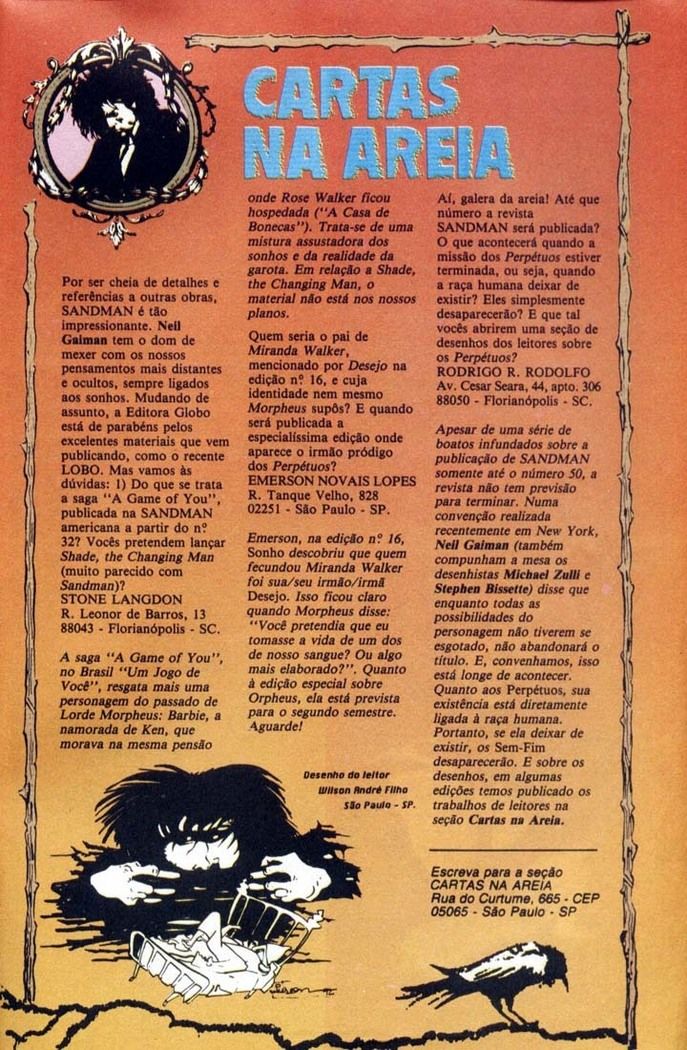 CARTAS
NA AREIA
Por ser cheia de detalhes e
referências a outras obras,
SANDMAN é tão
impressionante. Neil
Gaiman tem o dom de
mexer com os nossos
pensamentos mais distantes
e ocultos, sempre ligados
aos sonhos. Mudando de
assunto, a Editora Globo
está de parabéns pelos
excelentes materiais que vem
publicando, como o recente
LOBO. Mas vamos às
dúvidas: 1) Do que se trata
a saga "A Game of You",
publicada na SANDMAN
americana a partir do nº
32? Vocês pretendem lançar
Shade, the Changing Man
(muito parecido com
Sandman)?
STONE LANGDON
R. Leonor de Barros, 13
88043 - Florianópolis - SC.
A saga "A Game of You",
no Brasil "Um Jogo de
Você", resgata mais uma
personagem do passado de
Lorde Morpheus: Barbie, a
namorada de Ken, que
morava na mesma pensão
onde Rose Walker ficou
hospedada ("A Casa de
Bonecas"). Trata-se de uma
mistura assustadora dos
sonhos e da realidade da
garota. Em relação a Shade,
the Changing Man, o
material não está nos nossos
planos.
Quem seria o pai de
Miranda Walker,
mencionado por Desejo na
edição nº 16, e cuja
identidade nem mesmo
Morpheus supôs? E quando
será publicada a
especialíssima edição onde
aparece o irmão pródigo
dos Perpétuos?
EMERSON NOVAIS LOPES
R. Tanque Velho, 828
02251 - São Paulo - SP.
Emerson, na edição nº 16,
Sonho descobriu que quem
fecundou Miranda Walker
foi sua/seu irmão/irmã
Desejo. Isso ficou claro
quando Morpheus disse:
"Você pretendia que eu
tomasse a vida de um dos
de nosso sangue? Ou algo
mais elaborado?". Quanto
à edição especial sobre
Orpheus, ela está prevista
para o segundo semestre.
Aguarde!
Desenho do leitor
Wilson André Filho
São Paulo - SP.
Aí, galera da areia! Até que
número a revista
SANDMAN será publicada?
O que acontecerá quando a
missão dos Perpétuos estiver
terminada, ou seja, quando
a raça humana deixar de
existir? Eles simplesmente
desaparecerão? E que tal
vocês abrirem uma seção de
desenhos dos leitores sobre
os Perpétuos?
RODRIGO R. RODOLFO
Av. Cesar Seara, 44, apto. 306
88050 - Florianópolis - SC.
Apesar de uma série de
boatos infundados sobre a
publicação de SANDMAN
somente até o número 50, a
revista não tem previsão
para terminar. Numa
convenção realizada
recentemente em New York,
Neil Gaiman (também
compunham a mesa os
desenhistas Michael Zulli e
Stephen Bissette) disse que
enquanto todas as
possibilidades do
personagem não tiverem se
esgotado, não abandonará o
título. E, convenhamos, isso
está longe de acontecer.
Quanto aos Perpétuos, sua
existência está diretamente
ligada à raça humana.
Portanto, se ela deixar de
existir, os Sem-Fim
desaparecerão. E sobre os
desenhos, em algumas
edições temos publicado os
trabalhos de leitores na
seção Cartas na Areia.
Escreva para a seção
CARTAS NA AREIA
Rua do Curtume, 665 - CEP
05065 - São Paulo - SP